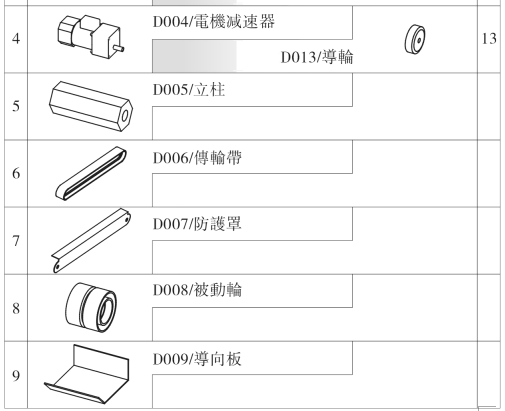 4 D004/電機减速器
D013/導輪 13
5 D005/立柱
6 D006/傳輸帶
7 D007/防護罩
8 D008/被動輪
9 D009/導向板